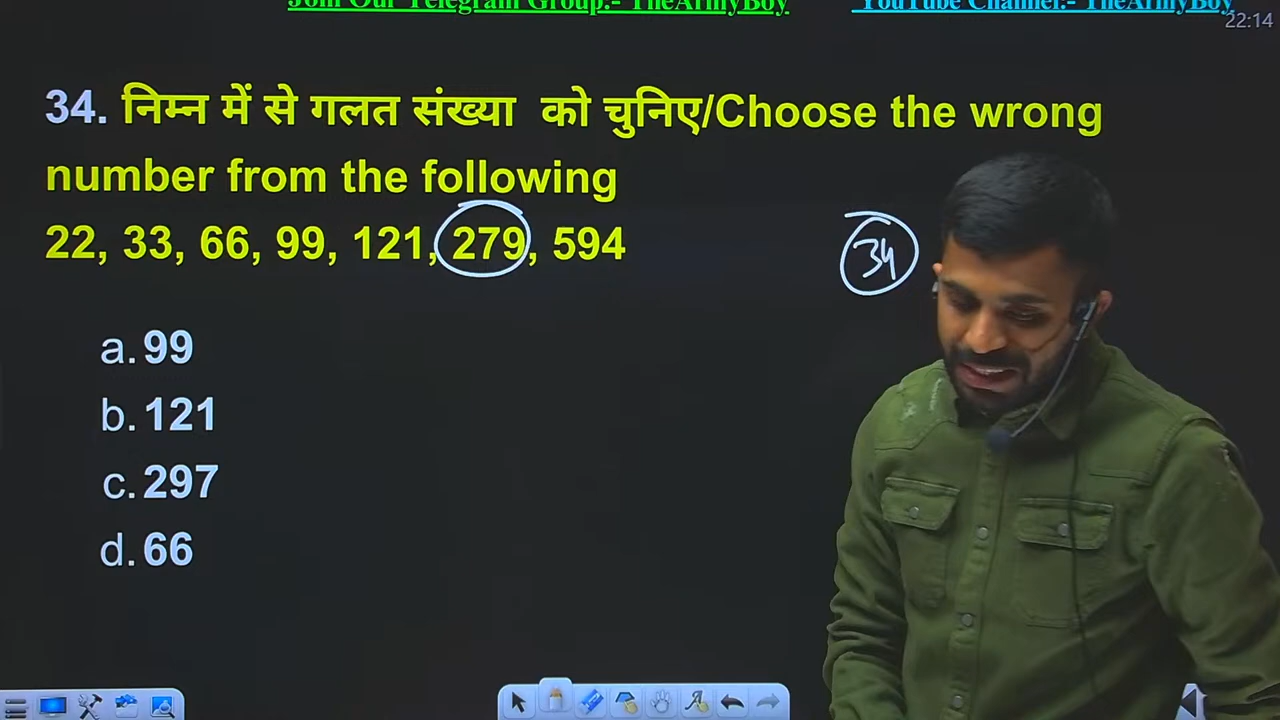 Join Our Telegram Group:- TheArmyBoy YouTube Channel:- TheArmyBoy
22:14
34. निम्न में से गलत संख्या को चुनिए/Choose the wrong
number from the following
22, 33, 66, 99, 121, 279, 594
34
a. 99
b. 121
c. 297
d. 66